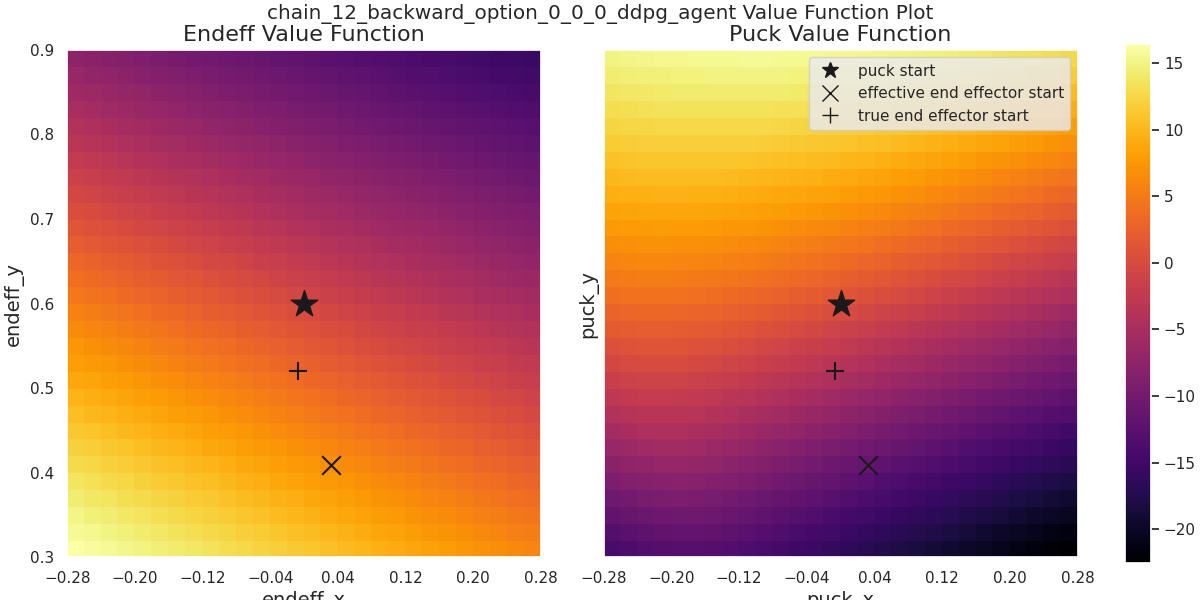 chain_12_backward_option_0_0_0_ddpg_agent Value Function Plot
Endeff Value Function
Puck Value Function
puck start
effective end effector start
true end effector start
endeff_y
0.9
0.8
0.7
0.6
0.5
0.4
0.3
−0.28 −0.20 −0.12 −0.04 0.04 0.12 0.20 0.28
endeff_x
puck_y
−0.28 −0.20 −0.12 −0.04 0.04 0.12 0.20 0.28
puck_x
15
10
5
0
−5
−10
−15
−20